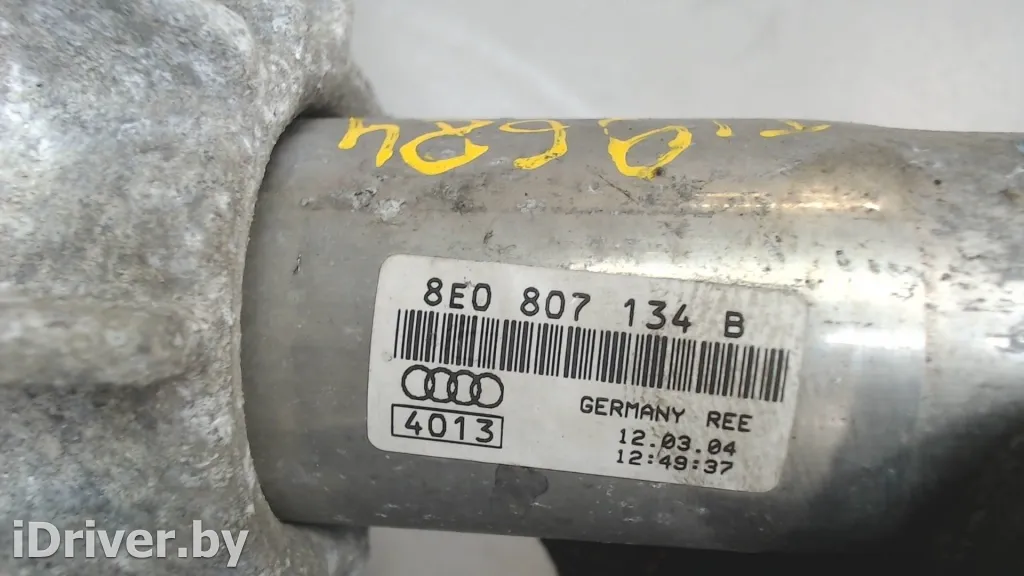 8E0 807 134 B
4013
GERMANY REE
12.03.04
12:49:37
iDriver.by